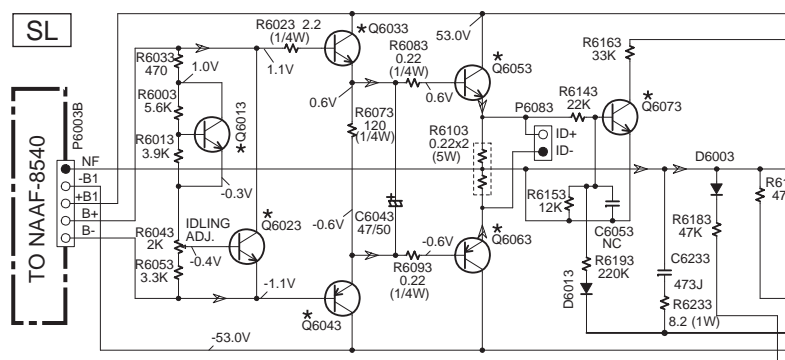 SL
TO NAAF-8540
P6003B
NF
-B1
+B1
B+
B-
R6033
470
1.0V
R6003
5.6K
R6013
3.9K
*Q6013
-0.3V
R6043
2K
IDLING
ADJ.
-0.4V
R6053
3.3K
*
Q6023
R6023 2.2
(1/4W)
1.1V
-1.1V
-53.0V
*Q6033
0.6V
R6073
120
(1/4W)
-0.6V
*
Q6043
R6083
0.22
(1/4W)
0.6V
C6043
47/50
-0.6V
R6093
0.22
(1/4W)
53.0V
*
Q6053
R6103
0.22x2
(5W)
*
Q6063
P6083
ID+
ID-
R6143
22K
R6163
33K
*
Q6073
R6153
12K
C6053
NC
R6193
220K
D6013
D6003
R6183
47K
C6233
473J
R6233
8.2 (1W)
R61
47